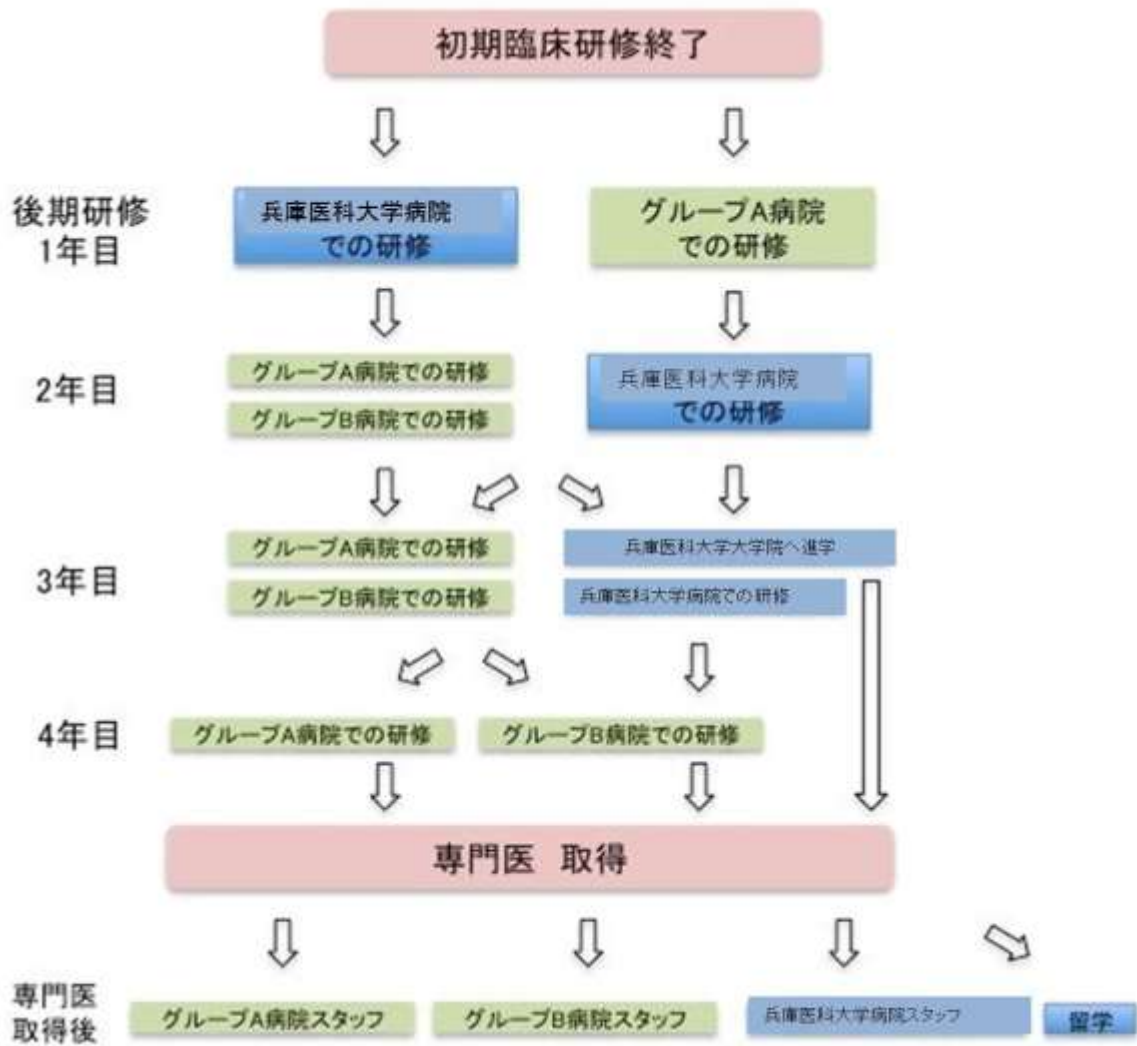 初期臨床研修終了
後期研修
1年目
兵庫医科大学病院
での研修
グループA病院
での研修
2年目
グループA病院での研修
グループB病院での研修
兵庫医科大学病院
での研修
3年目
グループA病院での研修
グループB病院での研修
兵庫医科大学大学院へ進学
兵庫医科大学病院での研修
4年目
グループA病院での研修
グループB病院での研修
専門医 取得
専門医
取得後
グループA病院スタッフ
グループB病院スタッフ
兵庫医科大学病院スタッフ
留学